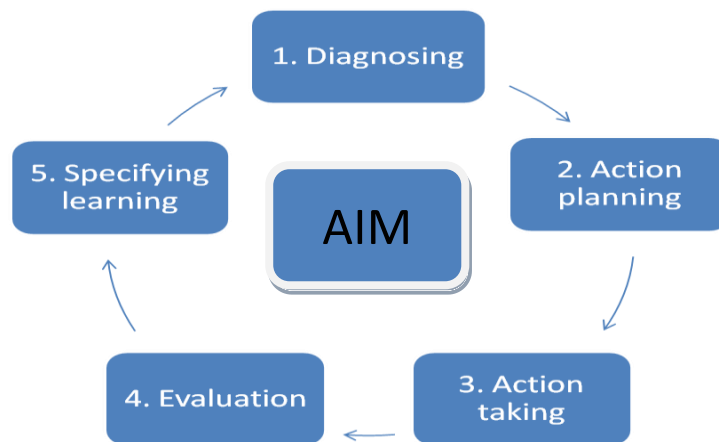 1. Diagnosing
2. Action
planning
3. Action
taking
4. Evaluation
5. Specifying
learning
AIM